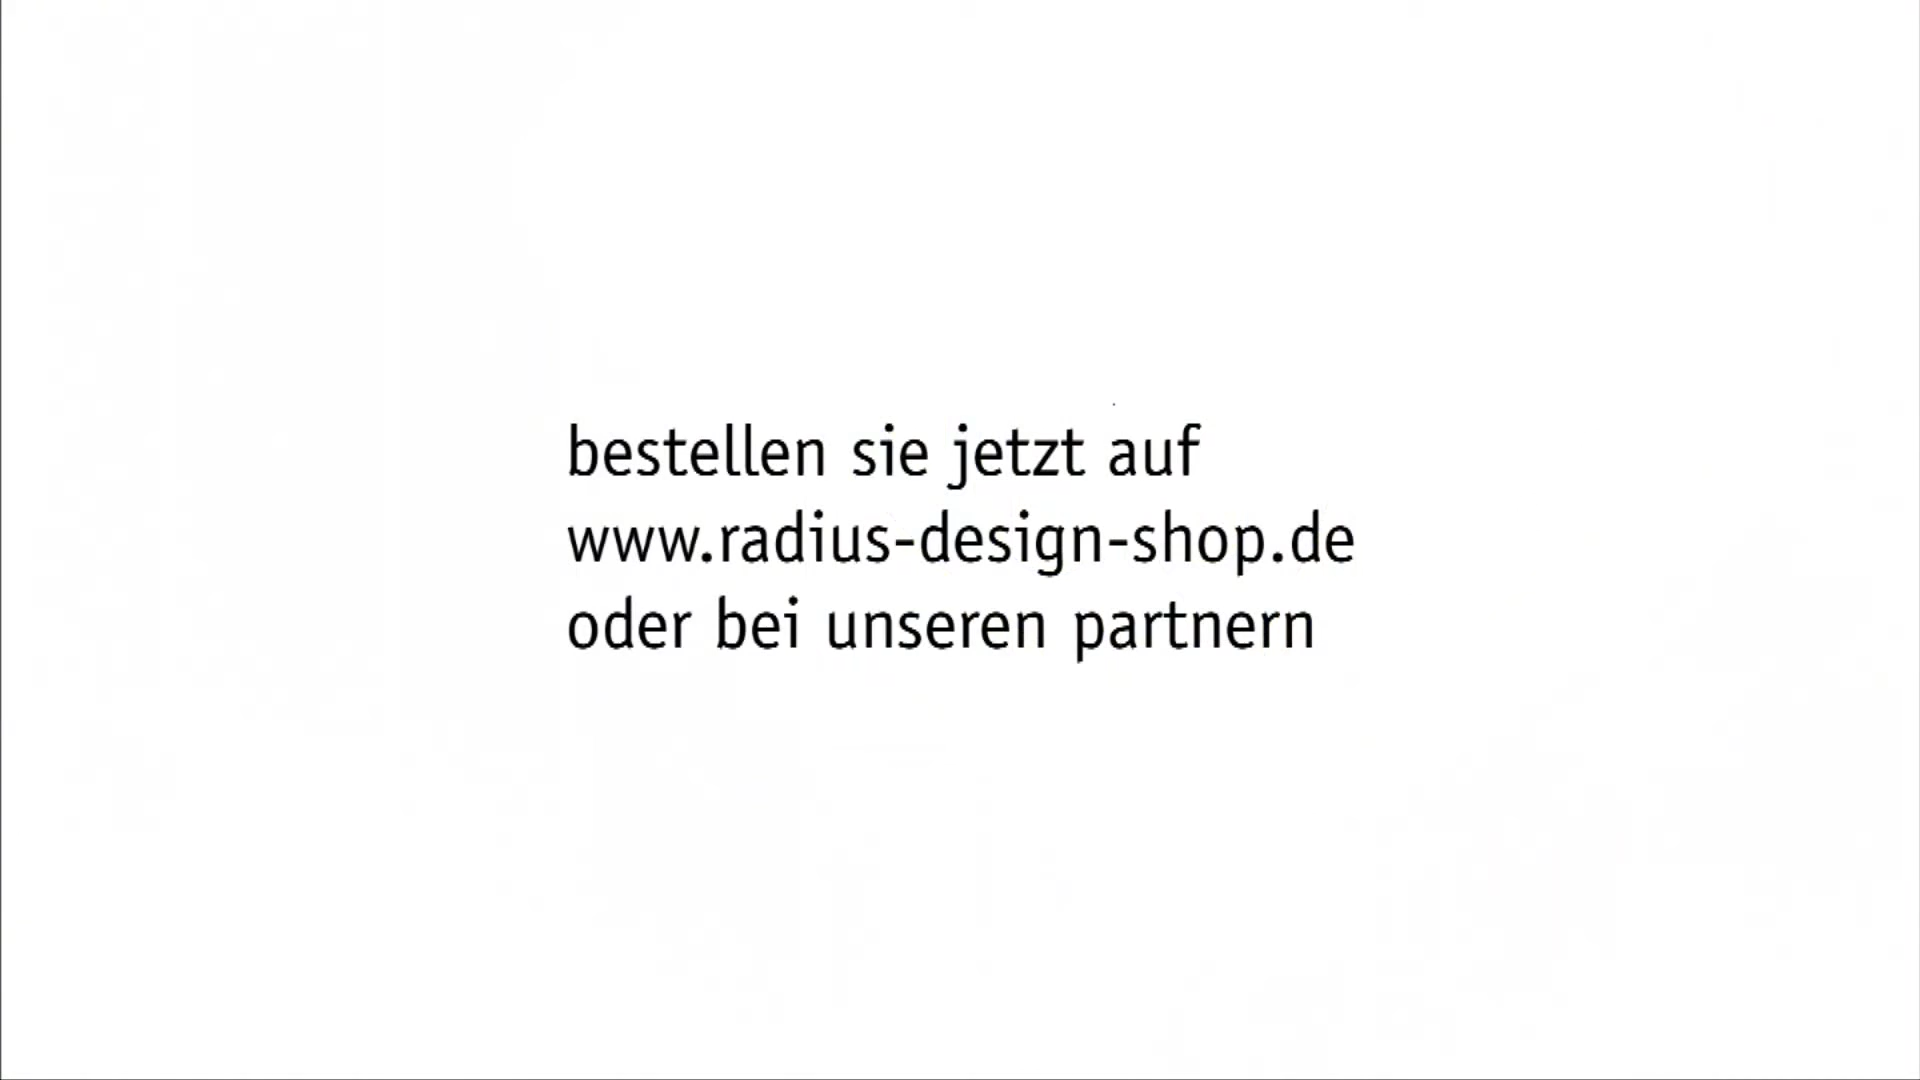 bestellen sie jetzt auf
www.radius-design-shop.de
oder bei unseren partnern